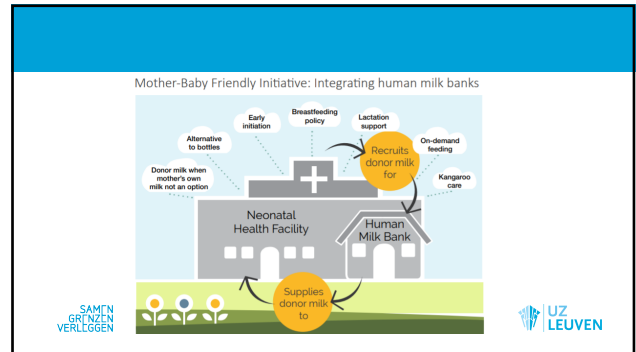 Mother-Baby Friendly Initiative: Integrating human milk banks
Breastfeeding
policy
Early
initiation
Lactation
support
Alternative
to bottles
On-demand
feeding
Donor milk when
mother's own
milk not an option
Kangaroo
care
Recruits
donor milk
for
Neonatal
Health Facility
Human
Milk Bank
Supplies
donor milk
to
SAMEN
GRENZEN
VERLEGGEN
UZ
LEUVEN